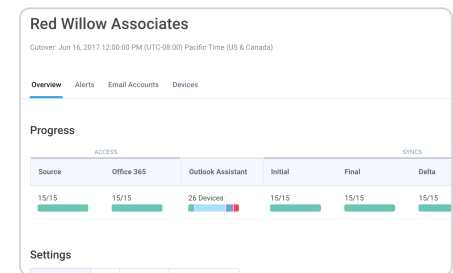 Red Willow Associates
Cutover: Jun 16, 2017 12:00:00 PM (UTC-08:00) Pacific Time (US & Canada)
Overview Alerts Email Accounts Devices
Progress
ACCESS SYNCS
Source Office 365 Outlook Assistant Initial Final Delta
15/15 15/15 26 Devices 15/15 15/15 15/15
Settings